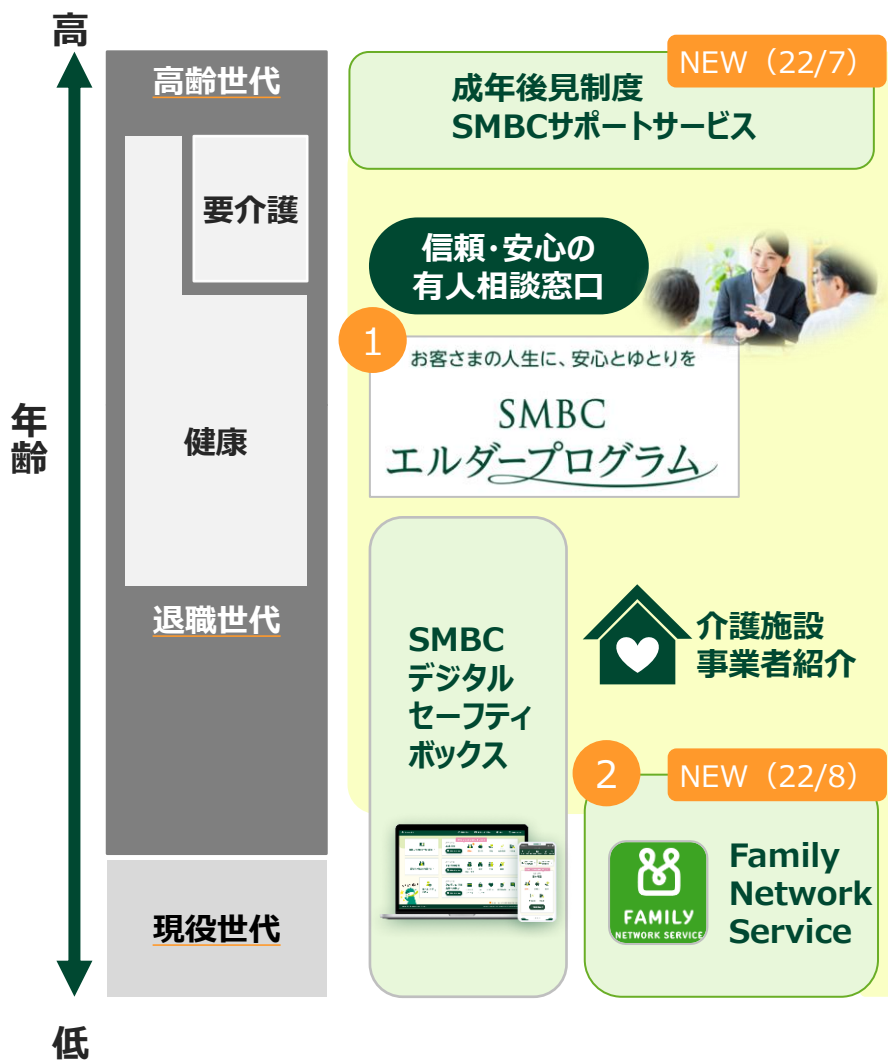 高
年
齢
低
高齢世代
要介護
健康
退職世代
現役世代
NEW（22/7）
成年後見制度
SMBCサポートサービス
信頼・安心の
有人相談窓口
1
お客さまの人生に、安心とゆとりを
SMBC
エルダープログラム
SMBC
デジタル
セーフティ
ボックス
介護施設
事業者紹介
2
NEW（22/8）
FAMILY
NETWORK SERVICE
Family
Network
Service